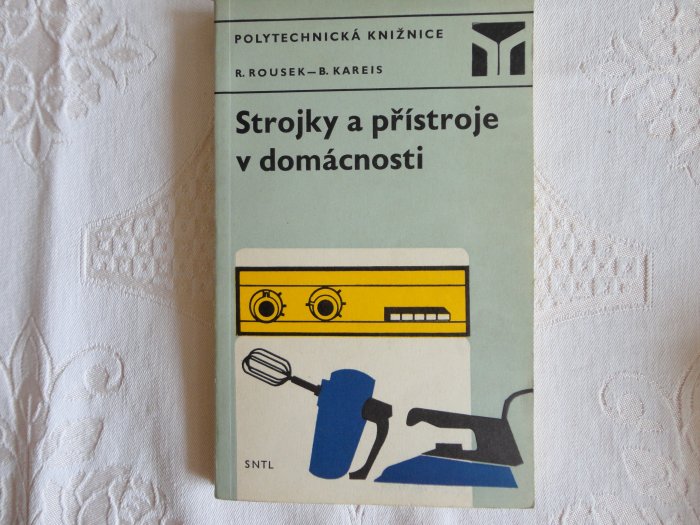 POLYTECHNICKÁ KNIŽNICE
R. ROUSEK—B. KAREIS
Strojky a přístroje
v domácnosti
SNTL